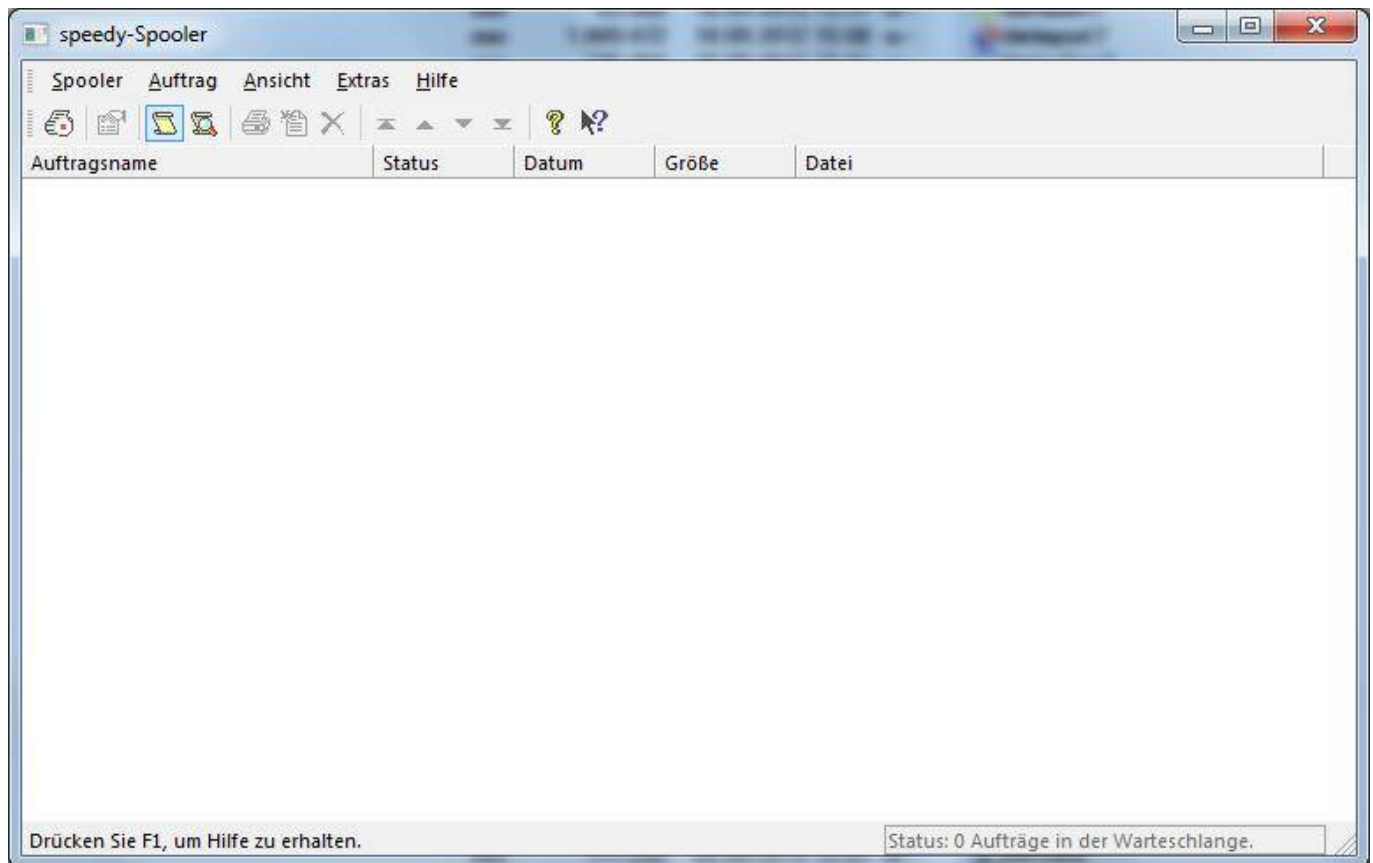 speedy-Spooler
Spooler Auftrag Ansicht Extras Hilfe
Auftragsname Status Datum Größe Datei
Drücken Sie F1, um Hilfe zu erhalten. Status: 0 Aufträge in der Warteschlange.